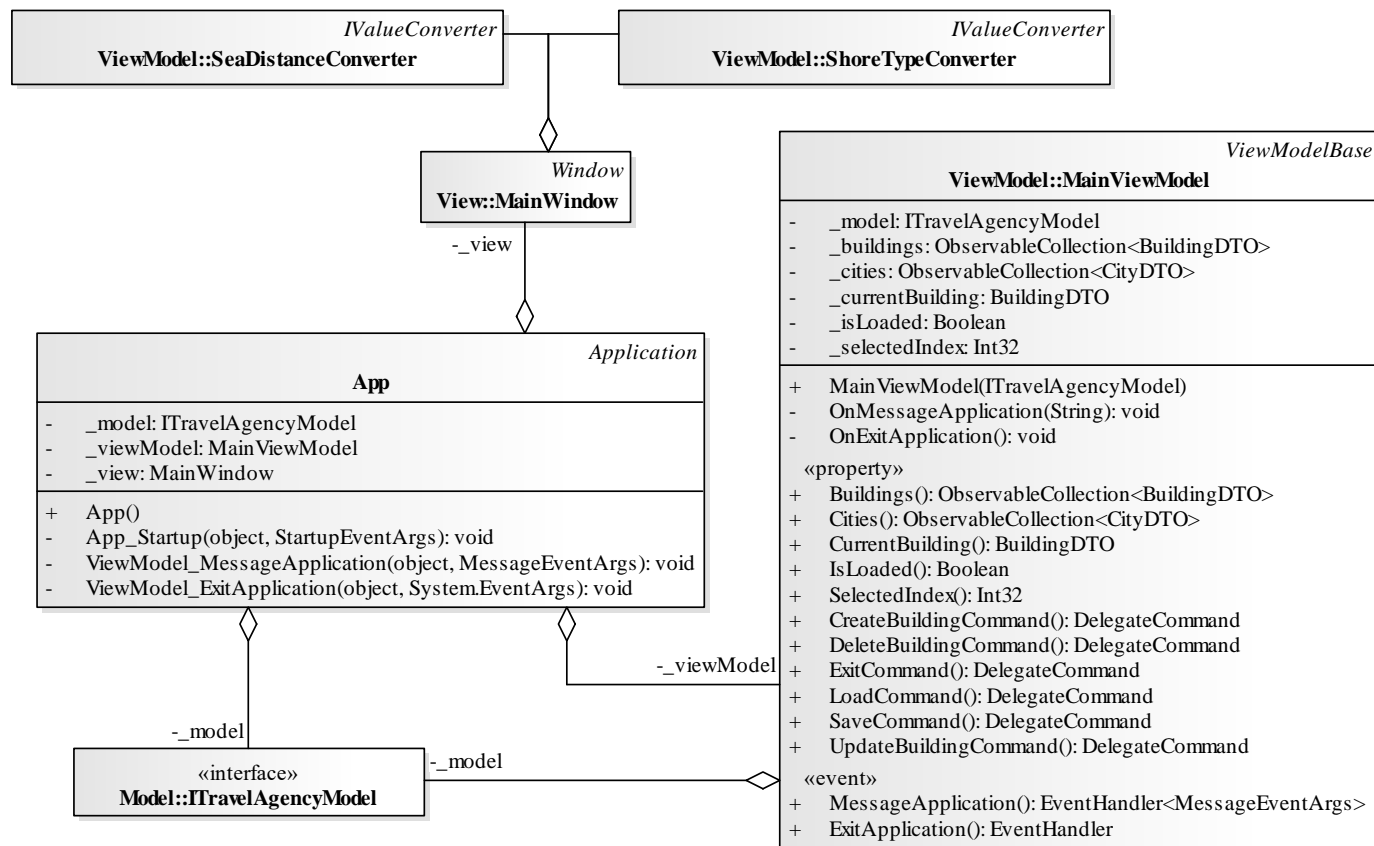 IValueConverter
ViewModel::SeaDistanceConverter
IValueConverter
ViewModel::ShoreTypeConverter
Window
View::MainWindow
-_view
Application
App
- _model: ITravelAgencyModel
- _viewModel: MainViewModel
- _view: MainWindow
+ App()
- App_Startup(object, StartupEventArgs): void
- ViewModel_MessageApplication(object, MessageEventArgs): void
- ViewModel_ExitApplication(object, System.EventArgs): void
-_viewModel
-_model
«interface»
Model::ITravelAgencyModel
-_model
ViewModelBase
ViewModel::MainViewModel
- _model: ITravelAgencyModel
- _buildings: ObservableCollection<BuildingDTO>
- _cities: ObservableCollection<CityDTO>
- _currentBuilding: BuildingDTO
- _isLoaded: Boolean
- _selectedIndex: Int32
+ MainViewModel(ITravelAgencyModel)
- OnMessageApplication(String): void
- OnExitApplication(): void
«property»
+ Buildings(): ObservableCollection<BuildingDTO>
+ Cities(): ObservableCollection<CityDTO>
+ CurrentBuilding(): BuildingDTO
+ IsLoaded(): Boolean
+ SelectedIndex(): Int32
+ CreateBuildingCommand(): DelegateCommand
+ DeleteBuildingCommand(): DelegateCommand
+ ExitCommand(): DelegateCommand
+ LoadCommand(): DelegateCommand
+ SaveCommand(): DelegateCommand
+ UpdateBuildingCommand(): DelegateCommand
«event»
+ MessageApplication(): EventHandler<MessageEventArgs>
+ ExitApplication(): EventHandler